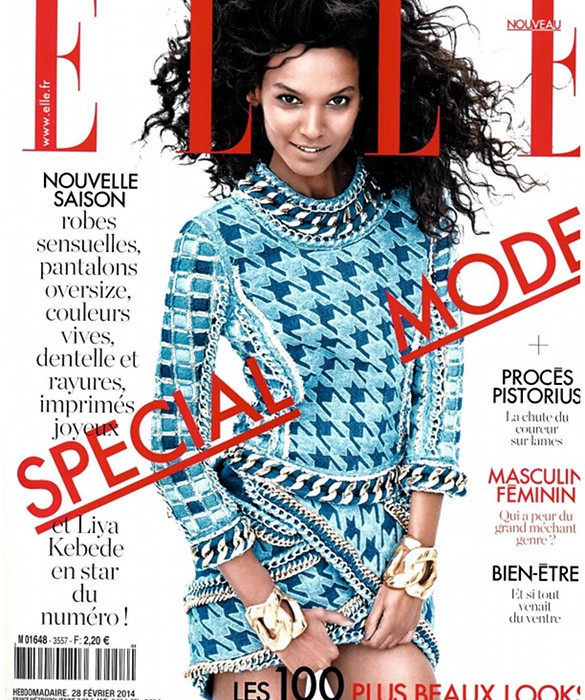 ELLE
NOUVEAU
www.elle.fr
NOUVELLE
SAISON
robes
sensuelles,
pantalons
oversize,
couleurs
vives,
dentelle et
rayures,
imprimés
joyeux
et Liya
Kebede
en star
du
numéro !
SPÉCIAL
MODE
+
PROCÈS
PISTORIUS
La chute du
coureur
sur lames
MASCULIN
FÉMININ
Qui a peur du
grand méchant
genre ?
BIEN-ÊTRE
Et si tout
venait
du ventre
M 01648 - 3557 - F: 2,20 €
HEBDOMADAIRE. 28 FÉVRIER 2014
LES 100 PLUS BEAUX LOOKS